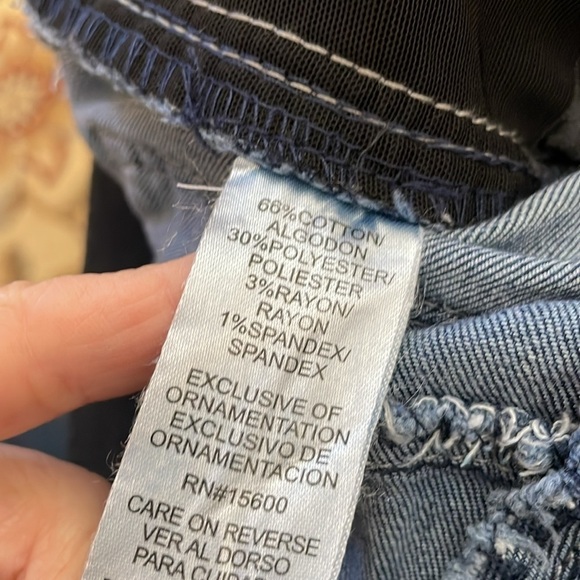 66%COTTON/
ALGODON
30%POLYESTER/
POLIESTER
3%RAYON/
RAYON
1%SPANDEX/
SPANDEX
EXCLUSIVE OF
ORNAMENTATION
EXCLUSIVO DE
ORNAMENTACION
RN#15600
CARE ON REVERSE
VER AL DORSO
PARA